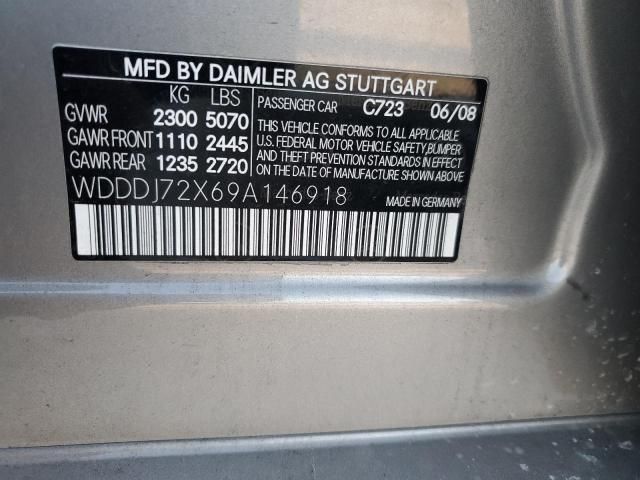 MFD BY DAIMLER AG STUTTGART
KG LBS
GVWR 2300 5070
GAWR FRONT 1110 2445
GAWR REAR 1235 2720
PASSENGER CAR C723 06/08
THIS VEHICLE CONFORMS TO ALL APPLICABLE
U.S. FEDERAL MOTOR VEHICLE SAFETY, BUMPER
AND THEFT PREVENTION STANDARDS IN EFFECT
ON THE DATE OF MANUFACTURE SHOWN ABOVE.
WDDDJ72X69A146918
MADE IN GERMANY